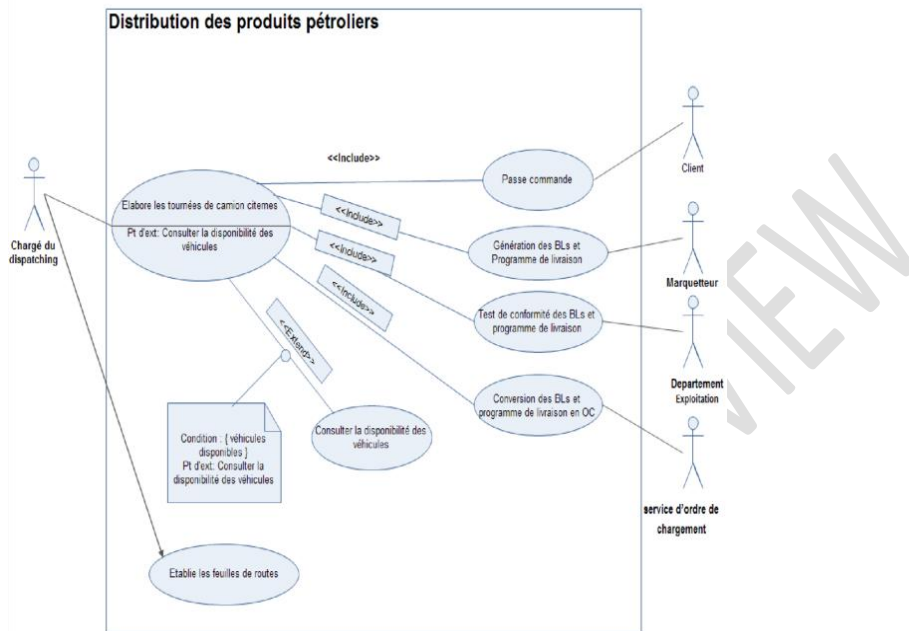 Distribution des produits pétroliers
<<Include>>
Client
Passe commande
Elabore les tournées de camion citernes
Pt d'ext: Consulter la disponibilité des
véhicules
<<Include>>
<<Include>>
<<Include>>
<<Extend>>
Chargé du
dispatching
Génération des BLs et
Programme de livraison
Marquetteur
Test de conformité des BLs et
programme de livraison
Departement
Exploitation
Conversion des BLs et
programme de livraison en OC
service d'ordre de
chargement
Condition : { véhicules
disponibles }
Pt d'ext: Consulter la
disponibilité des véhicules
Consulter la disponibilité des
véhicules
Etablie les feuilles de routes
VIEW